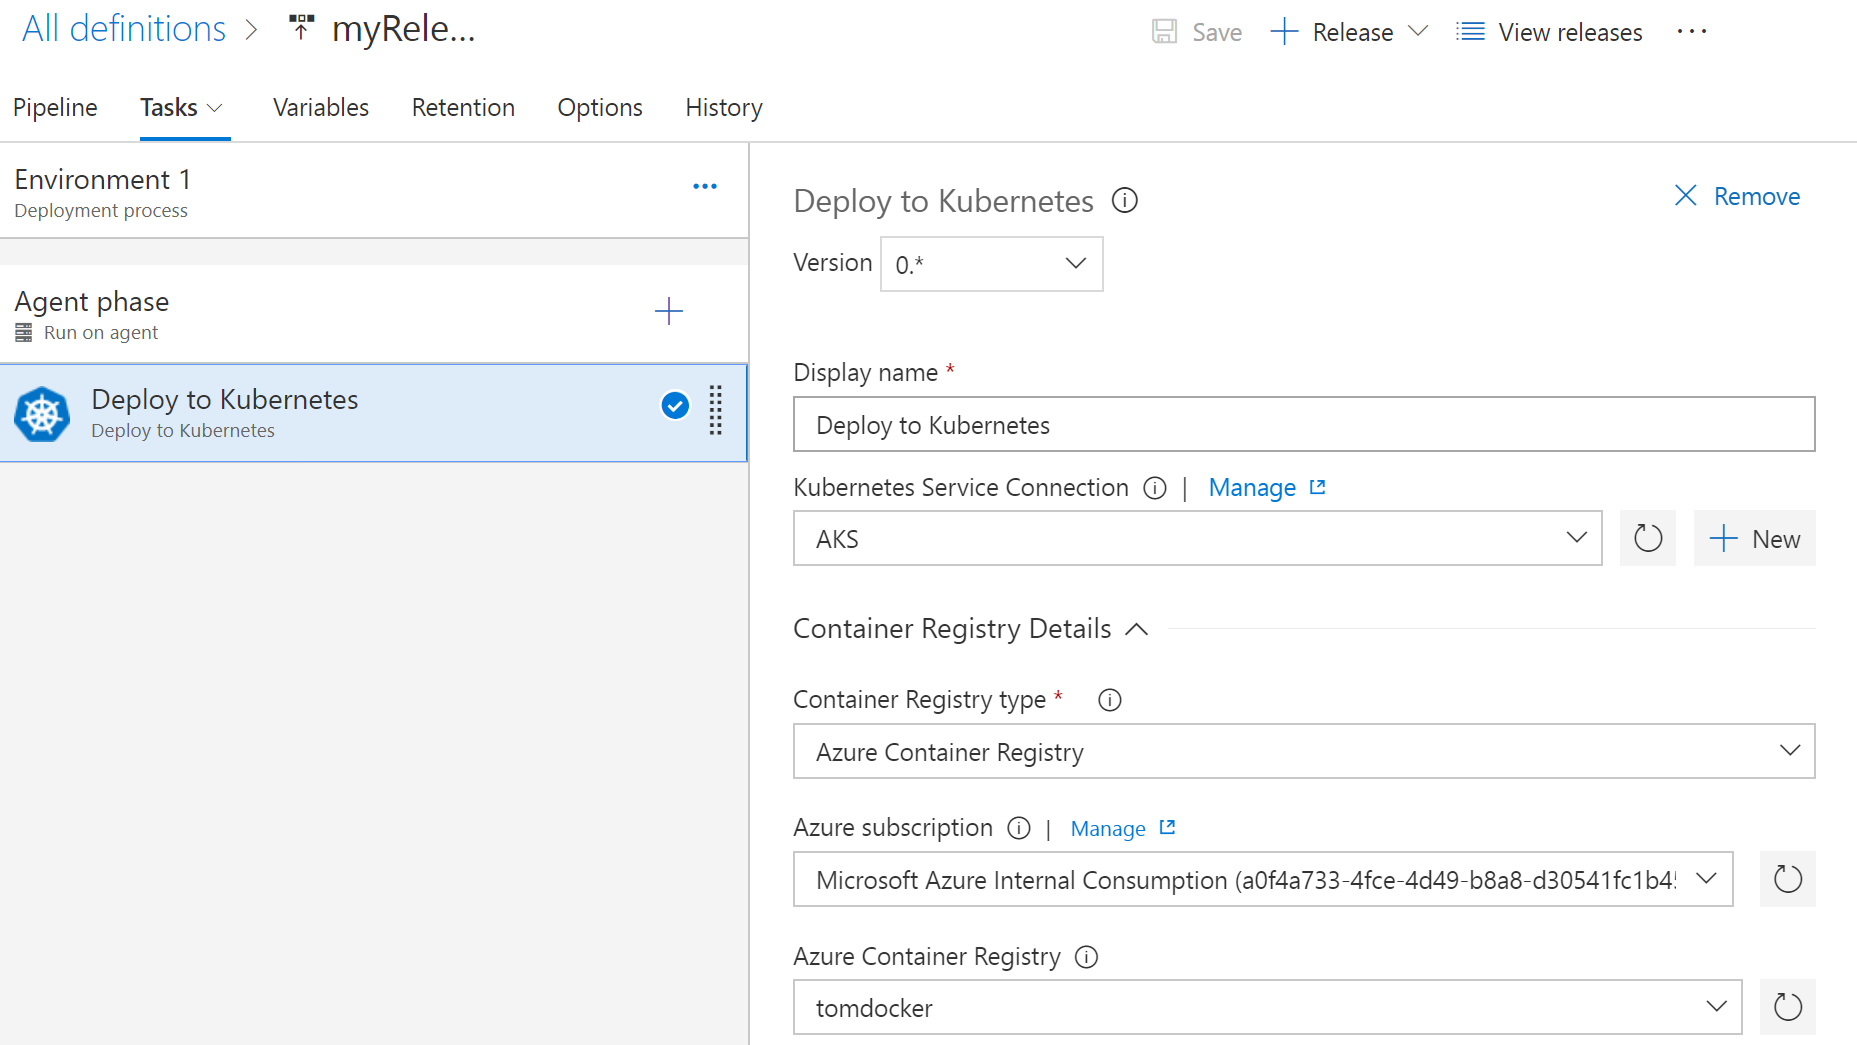 All definitions > myRele...
Save + Release View releases ...
Pipeline Tasks Variables Retention Options History
Environment 1
Deployment process
Agent phase
Run on agent
Deploy to Kubernetes
Deploy to Kubernetes
Deploy to Kubernetes
Remove
Version 0.*
Display name *
Deploy to Kubernetes
Kubernetes Service Connection | Manage
AKS
New
Container Registry Details
Container Registry type *
Azure Container Registry
Azure subscription | Manage
Microsoft Azure Internal Consumption (a0f4a733-4fce-4d49-b8a8-d30541fc1b4
Azure Container Registry
tomdocker